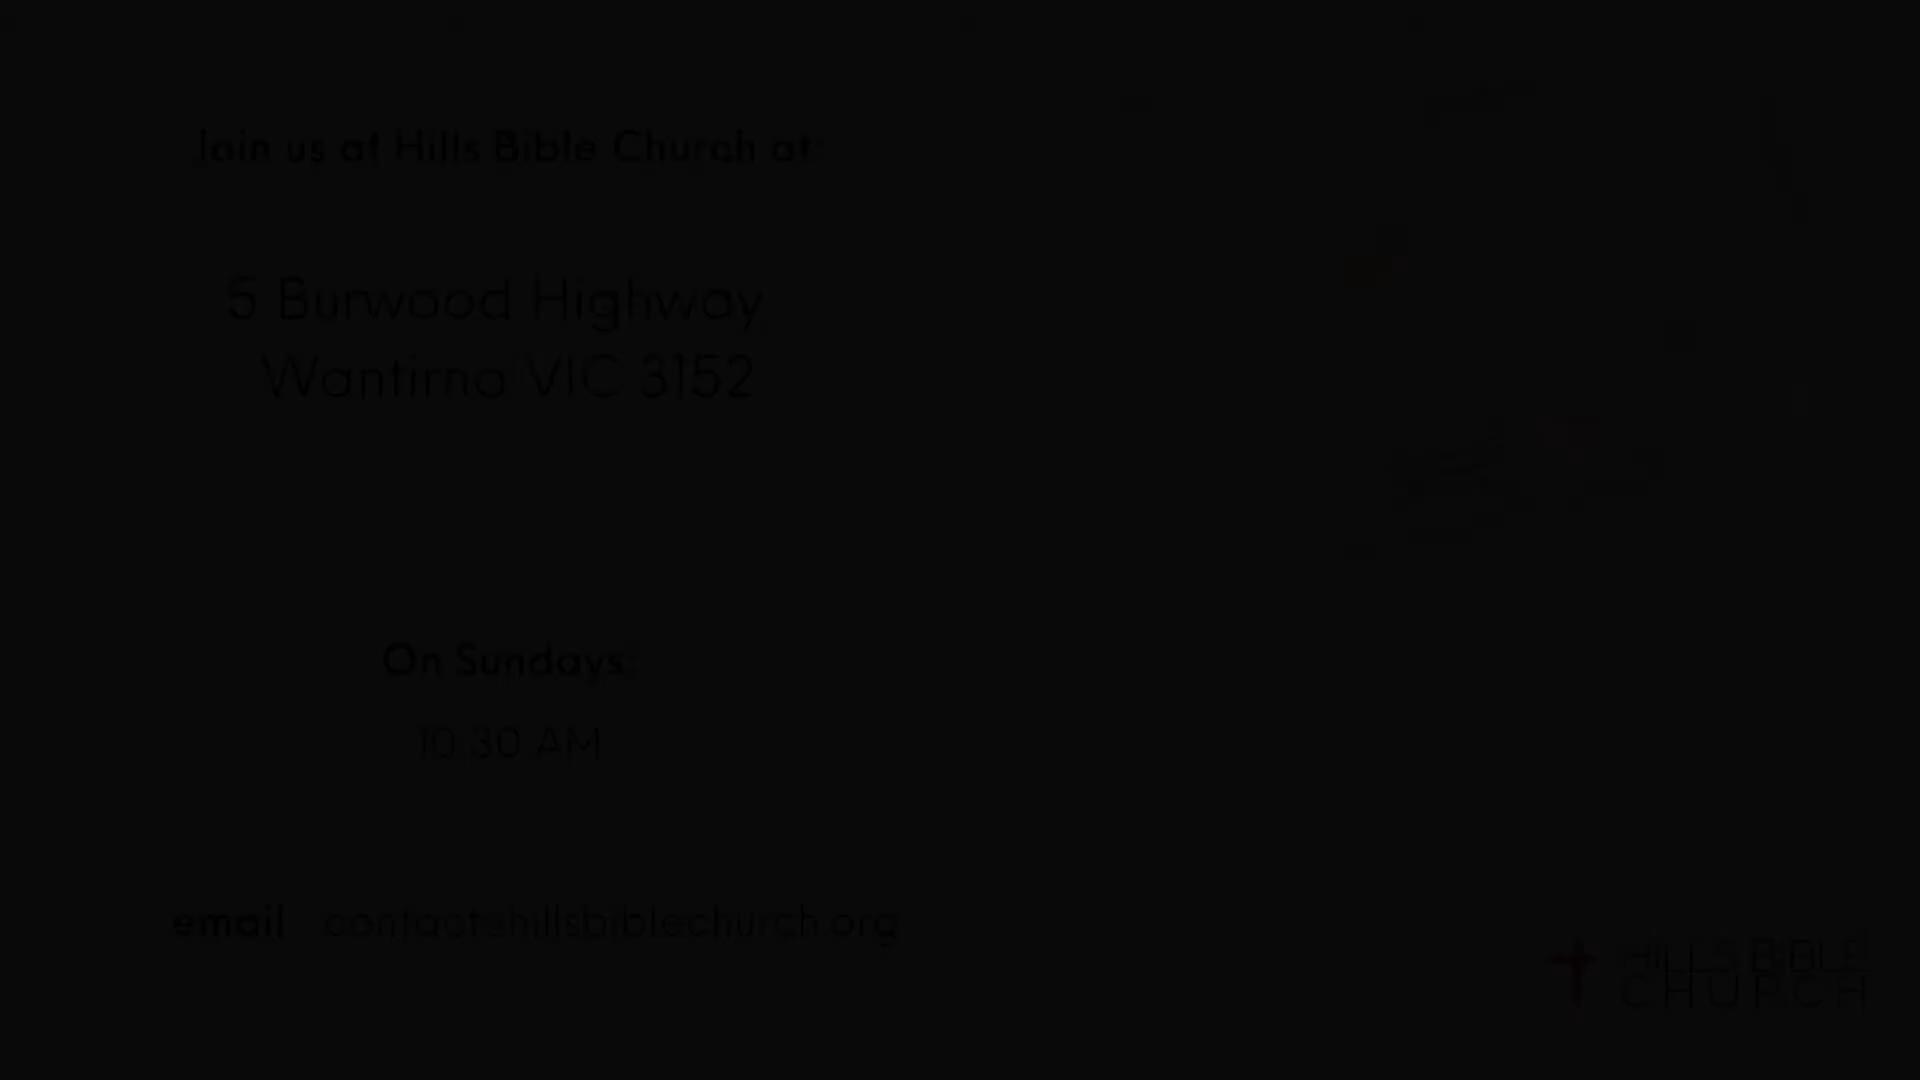 Join us at Hills Bible Church at:
5 Burwood Highway
Wantirna VIC 3152
On Sundays:
10:30 AM
email contact@hillsbiblechurch.org
HILLS BIBLE
CHURCH